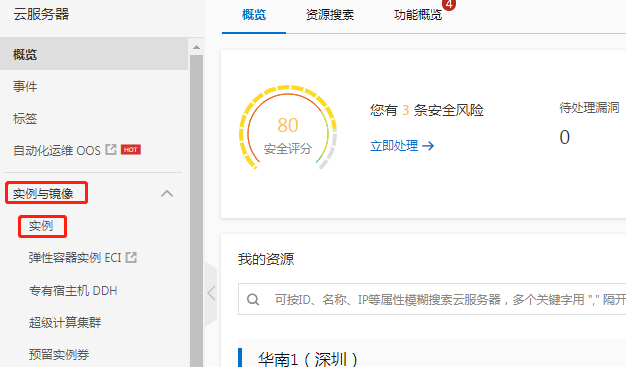 云服务器
概览
事件
标签
自动化运维 OOS HOT
实例与镜像
实例
弹性容器实例 ECI
专有宿主机 DDH
超级计算集群
预留实例券
概览 资源搜索 功能概览 4
80
安全评分
您有 3 条安全风险
立即处理
待处理漏洞
0
我的资源
可按ID、名称、IP等属性模糊搜索云服务器，多个关键字用 "," 隔开
华南1（深圳）